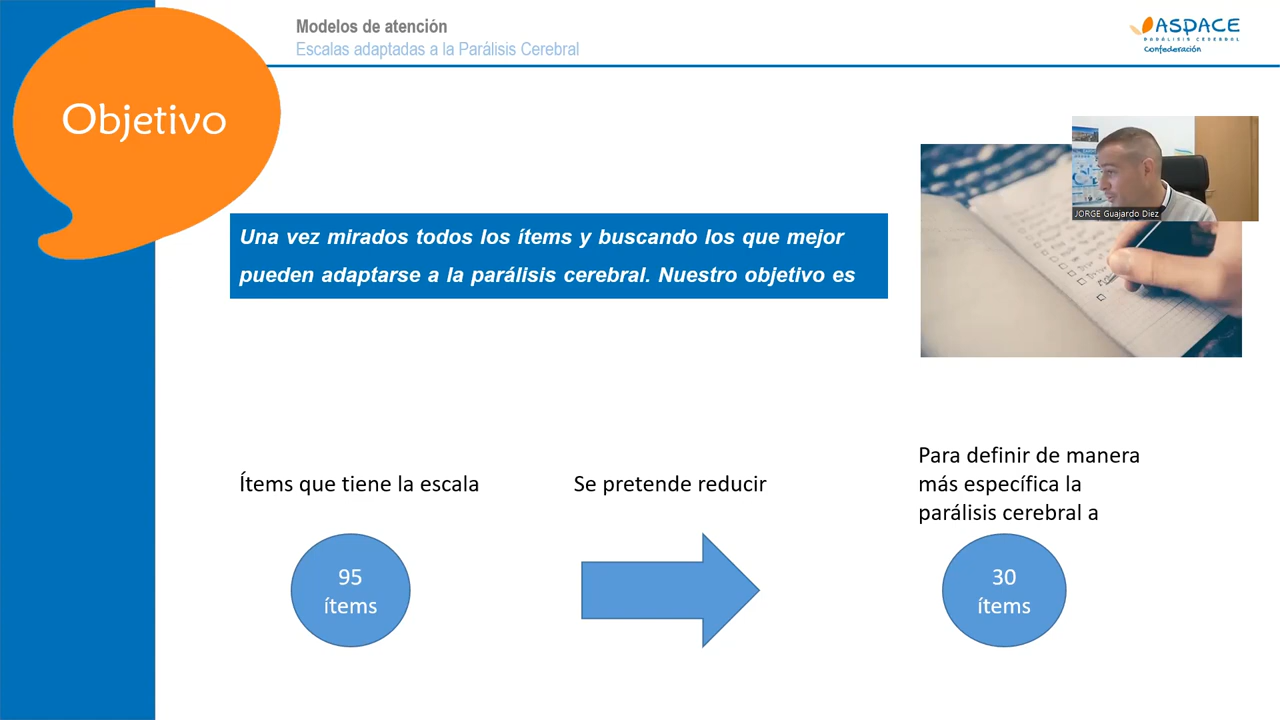 Modelos de atención
Escalas adaptadas a la Parálisis Cerebral
ASPACE
PARÁLISIS CEREBRAL
Confederación
Objetivo
JORGE Guajardo Diez
Una vez mirados todos los ítems y buscando los que mejor
pueden adaptarse a la parálisis cerebral. Nuestro objetivo es
Ítems que tiene la escala
Se pretende reducir
Para definir de manera
más específica la
parálisis cerebral a
95
ítems
30
ítems